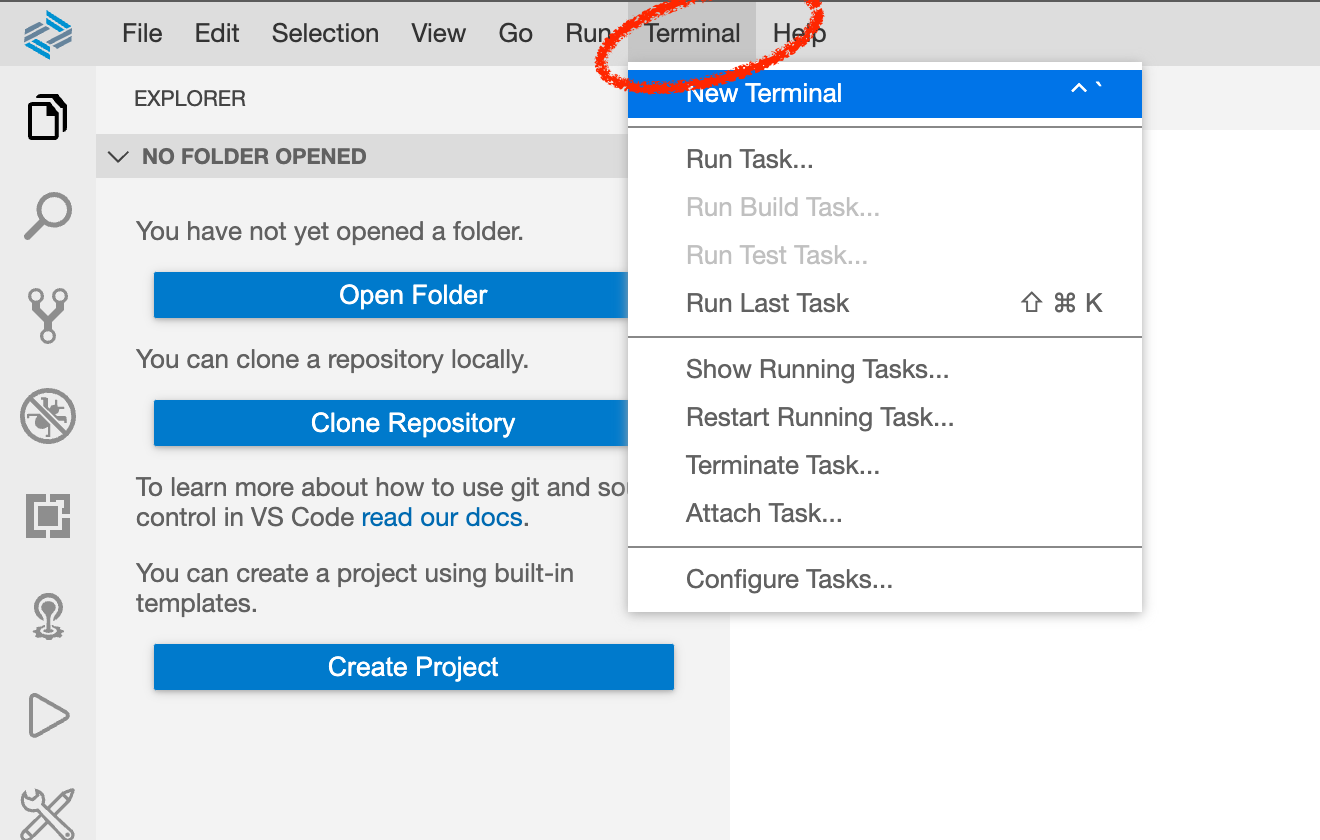 File Edit Selection View Go Run Terminal Help
EXPLORER
NO FOLDER OPENED
You have not yet opened a folder.
Open Folder
You can clone a repository locally.
Clone Repository
To learn more about how to use git and
control in VS Code read our docs.
You can create a project using built-in
templates.
Create Project
New Terminal ^ `
Run Task...
Run Build Task...
Run Test Task...
Run Last Task ⇧ ⌘ K
Show Running Tasks...
Restart Running Task...
Terminate Task...
Attach Task...
Configure Tasks...